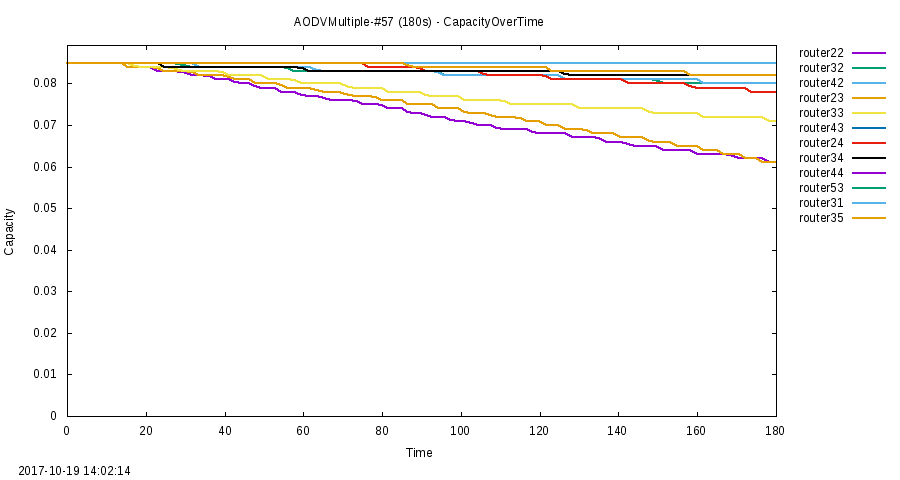 AODVMultiple-#57 (180s) - CapacityOverTime
router22
router32
router42
router23
router33
router43
router24
router34
router44
router53
router31
router35
0.08
0.07
0.06
0.05
0.04
0.03
0.02
0.01
0
Capacity
0 20 40 60 80 100 120 140 160 180
Time
2017-10-19 14:02:14